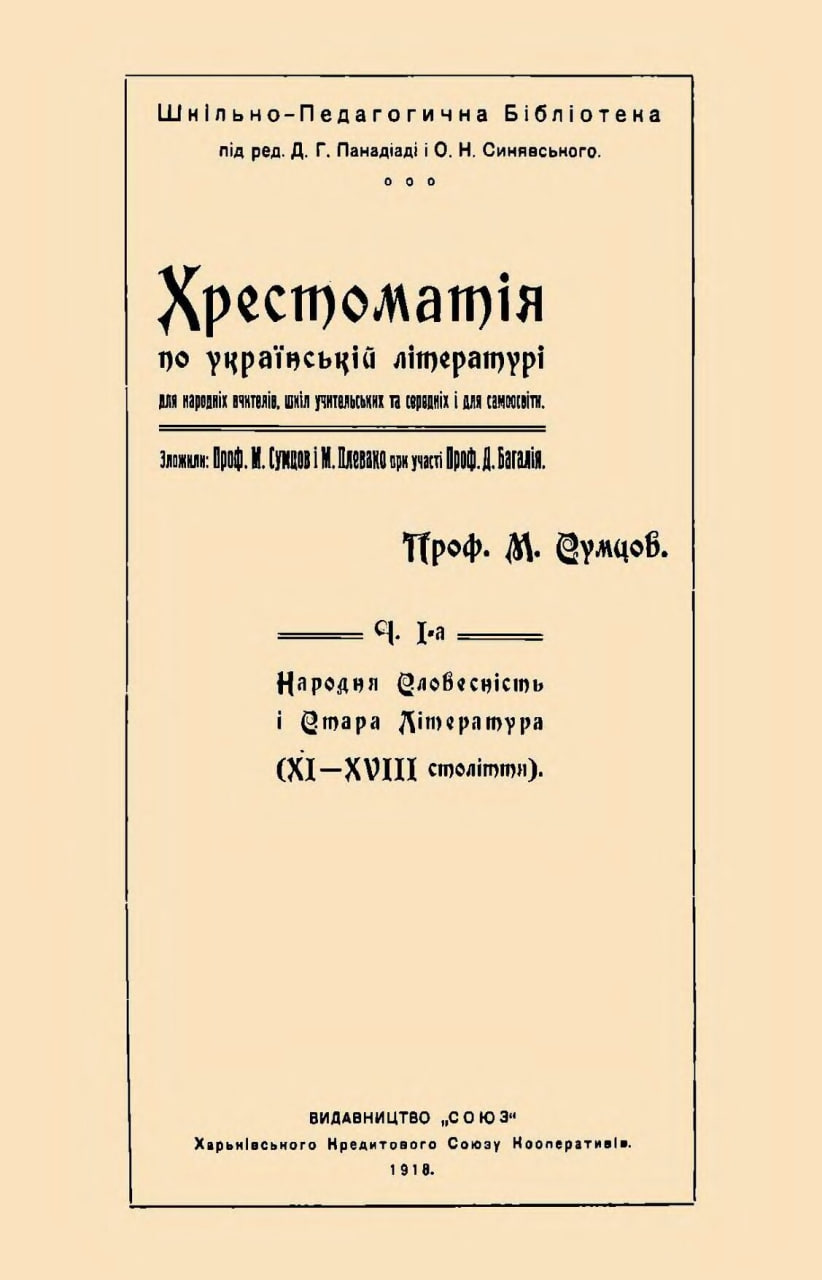 Шкільно-Педагогична Бібліотека
під ред. Д. Г. Панадіаді і О. Н. Синявського.
о о о
Хрестоматія
по українській літературі
для народніх вчителів, шкіл учительських та середніх і для самоосвіти.
Зложили: Проф. М. Сумцов і М. Плевако при участі Проф. Д. Багалія.
Проф. М. Сумцов.
Ч. І-а
Народня Словесність
і Стара Література
(XI—XVIII століття).
ВИДАВНИЦТВО „СОЮЗ“
Харьківського Кредитового Союзу Кооперативів.
1918.